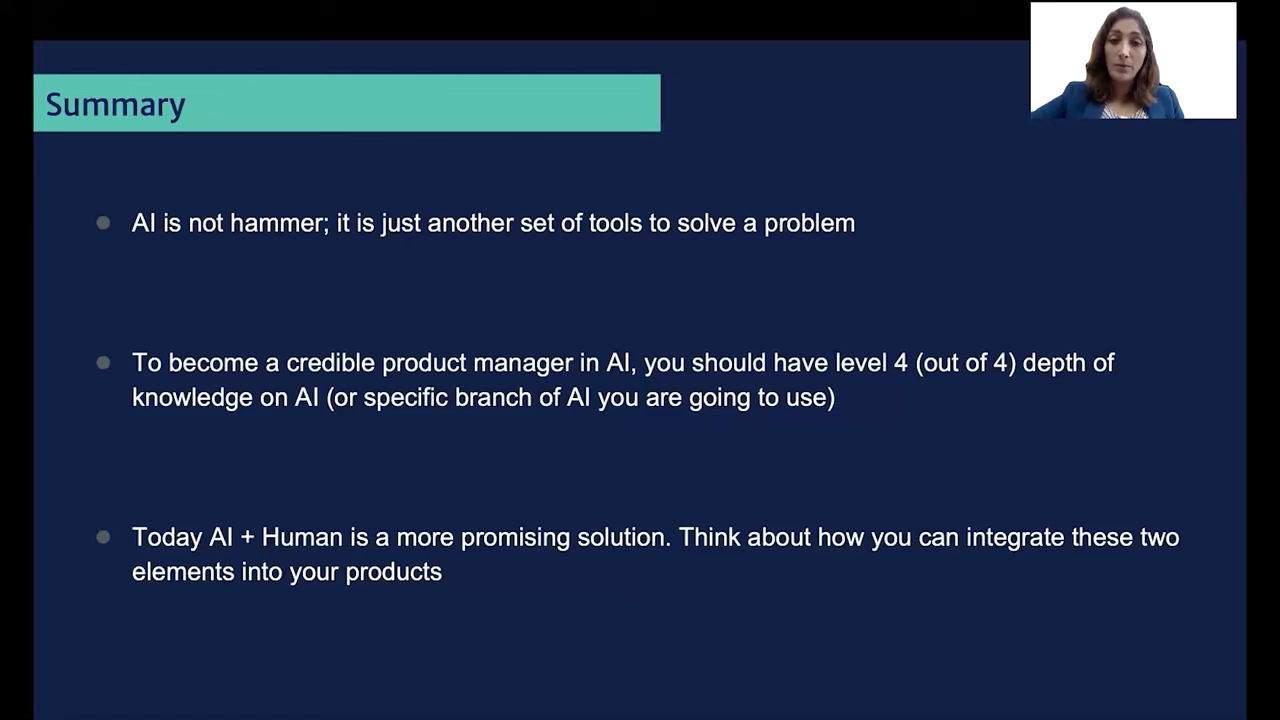 Summary
AI is not hammer; it is just another set of tools to solve a problem
To become a credible product manager in AI, you should have level 4 (out of 4) depth of
knowledge on AI (or specific branch of AI you are going to use)
Today AI + Human is a more promising solution. Think about how you can integrate these two
elements into your products